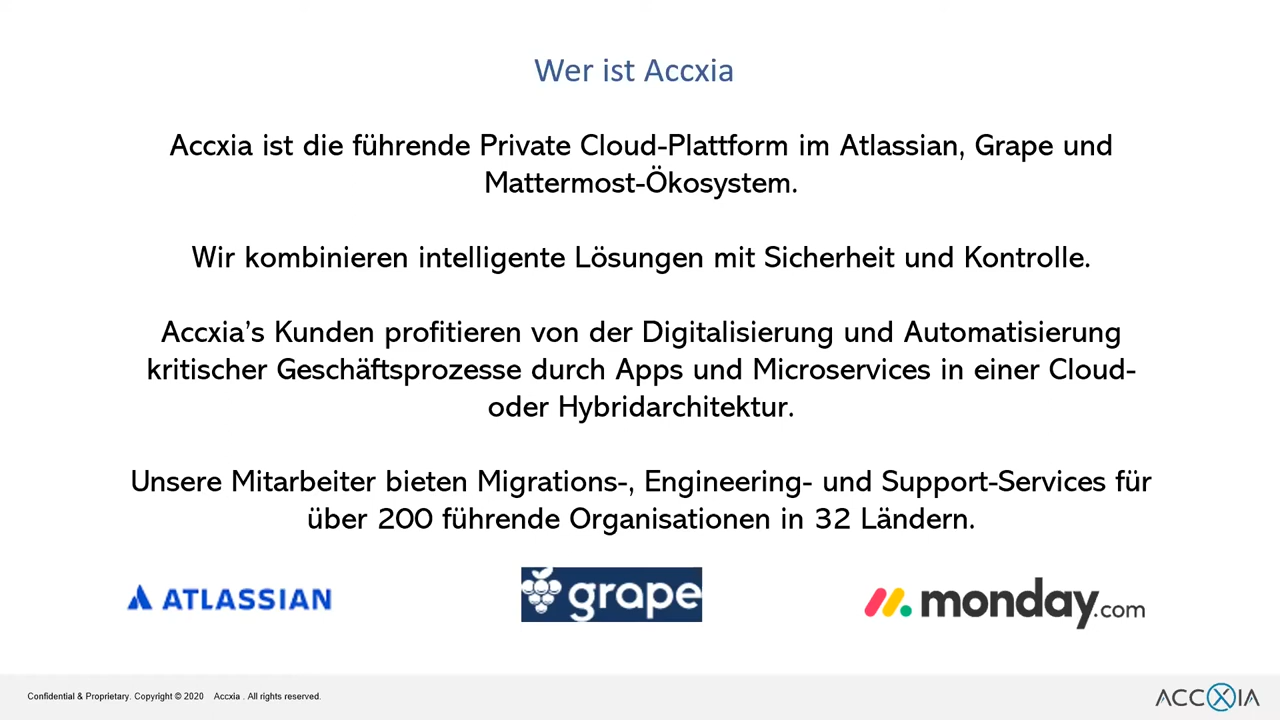 Wer ist Accxia
Accxia ist die führende Private Cloud-Plattform im Atlassian, Grape und
Mattermost-Ökosystem.
Wir kombinieren intelligente Lösungen mit Sicherheit und Kontrolle.
Accxia’s Kunden profitieren von der Digitalisierung und Automatisierung
kritischer Geschäftsprozesse durch Apps und Microservices in einer Cloud-
oder Hybridarchitektur.
Unsere Mitarbeiter bieten Migrations-, Engineering- und Support-Services für
über 200 führende Organisationen in 32 Ländern.
ATLASSIAN
grape
monday.com
Confidential & Proprietary. Copyright © 2020 Accxia . All rights reserved.
ACCXIA